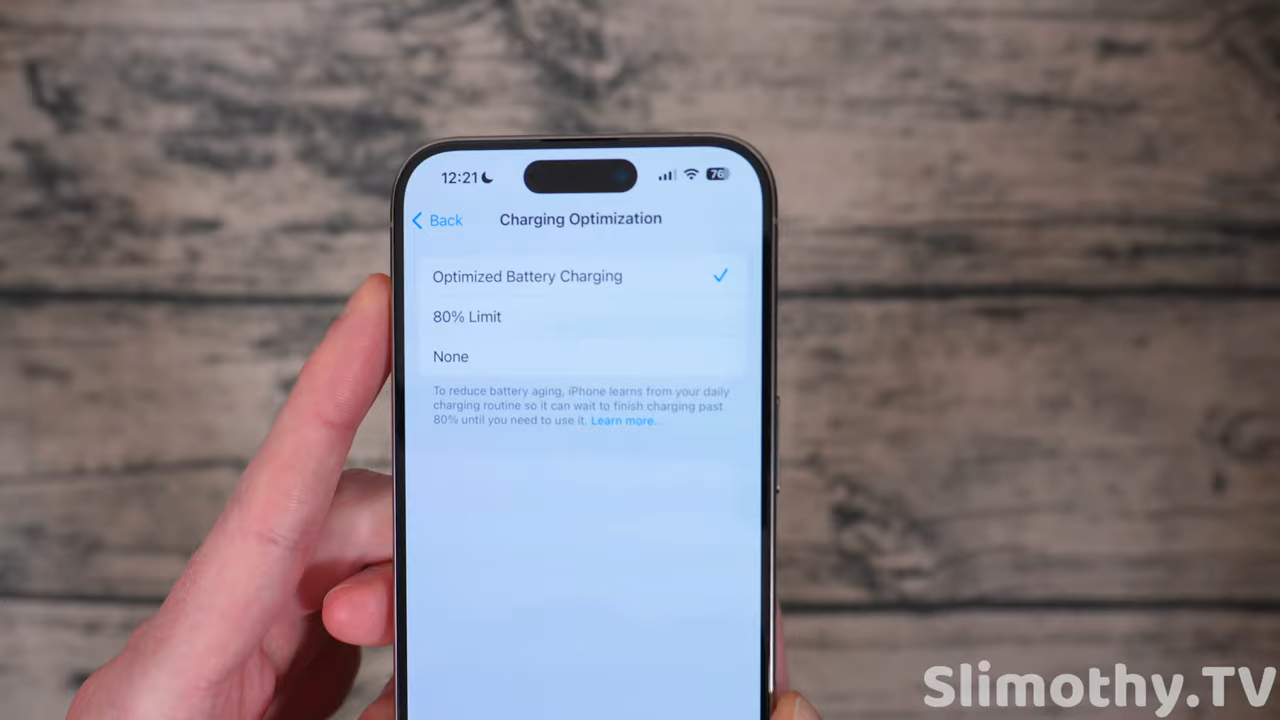 12:21
76
Back
Charging Optimization
Optimized Battery Charging
80% Limit
None
To reduce battery aging, iPhone learns from your daily
charging routine so it can wait to finish charging past
80% until you need to use it. Learn more...
Slimothy.TV